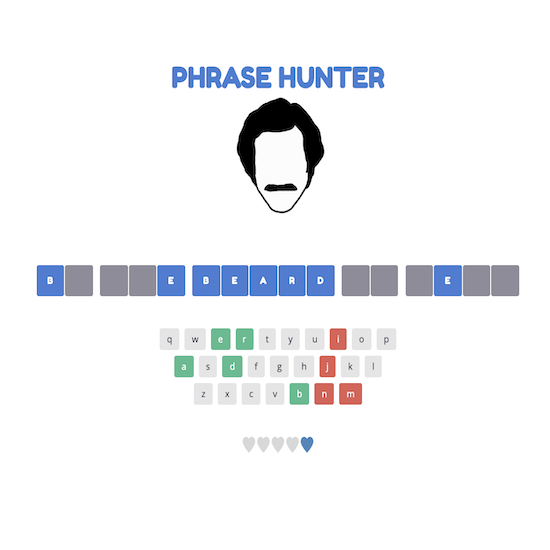 PHRASE HUNTER
B E BEARD E
q w e r t y u i o p
a s d f g h j k l
z x c v b n m